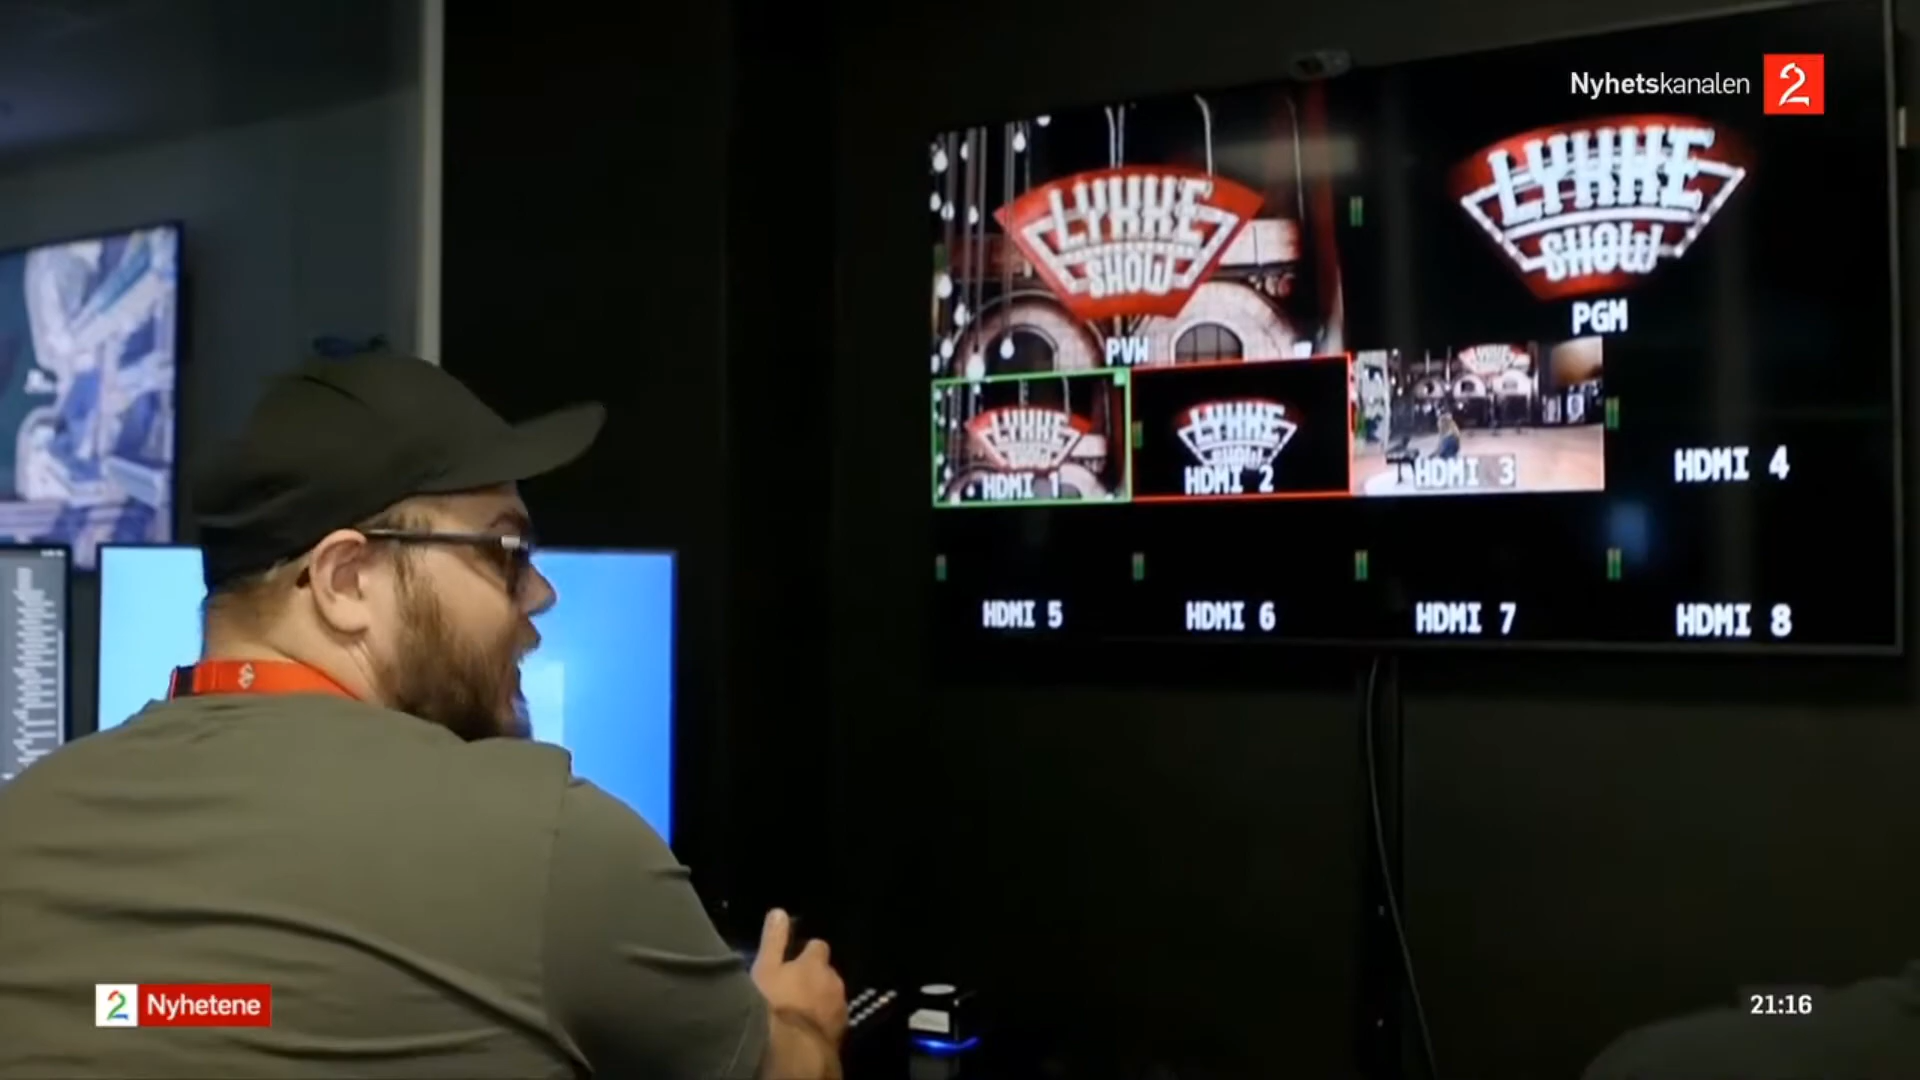 Nyhetskanalen 2
LYKKE
SHOW
PVW
LYKKE
SHOW
PGM
LYKKE
SHOW
HDMI 1
LYKKE
SHOW
HDMI 2
HDMI 3
HDMI 4
HDMI 5
HDMI 6
HDMI 7
HDMI 8
2 Nyhetene
21:16